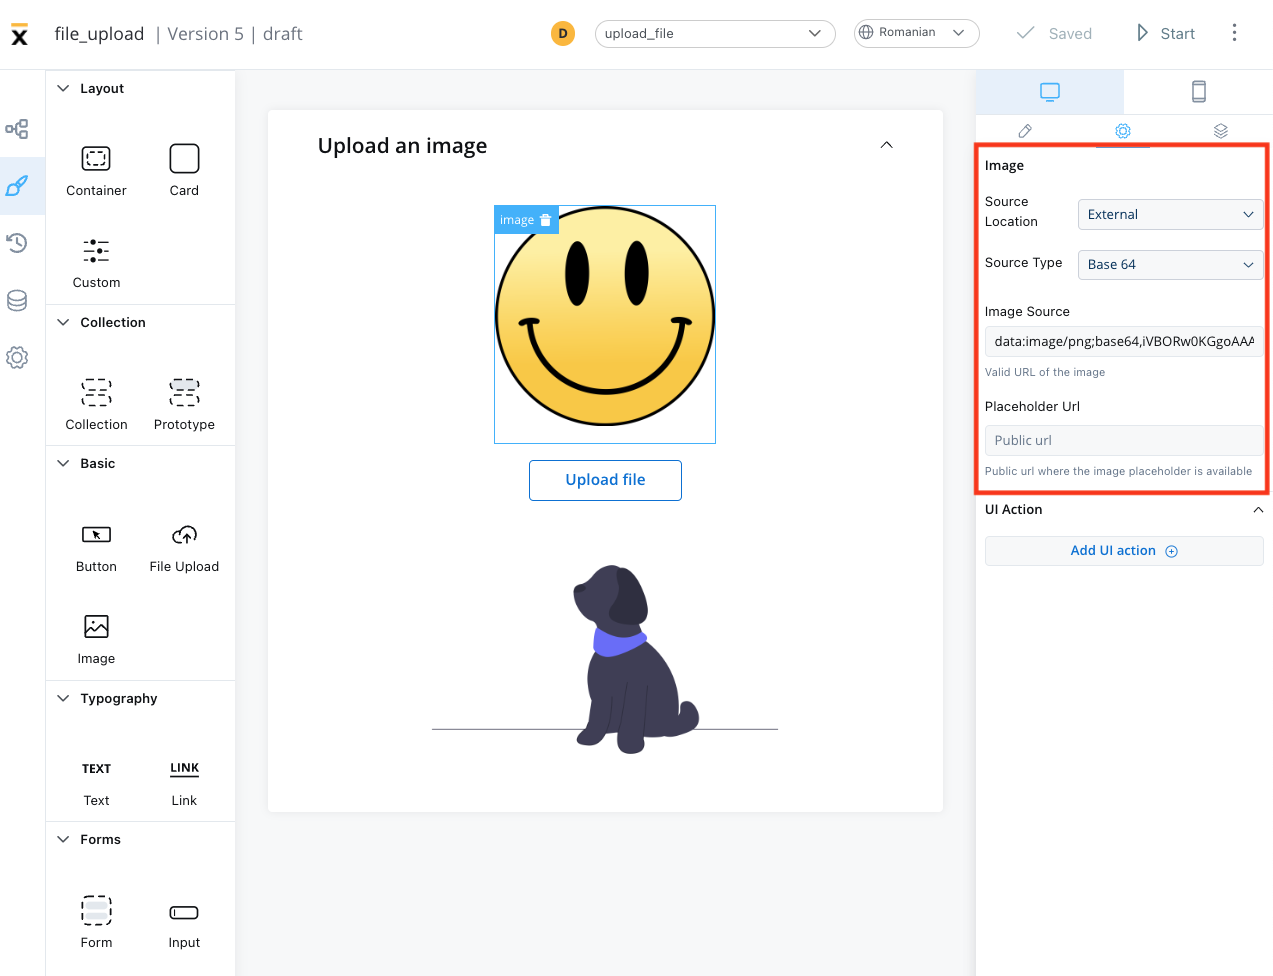 file_upload | Version 5 | draft
D
upload_file
Romanian
Saved
Start
Layout
Container
Card
Custom
Collection
Collection
Prototype
Basic
Button
File Upload
Image
Typography
TEXT
LINK
Text
Link
Forms
Form
Input
Upload an image
image
Upload file
Image
Source Location
External
Source Type
Base 64
Image Source
data:image/png;base64,iVBORw0KGgoAAA
Valid URL of the image
Placeholder Url
Public url
Public url where the image placeholder is available
UI Action
Add UI action